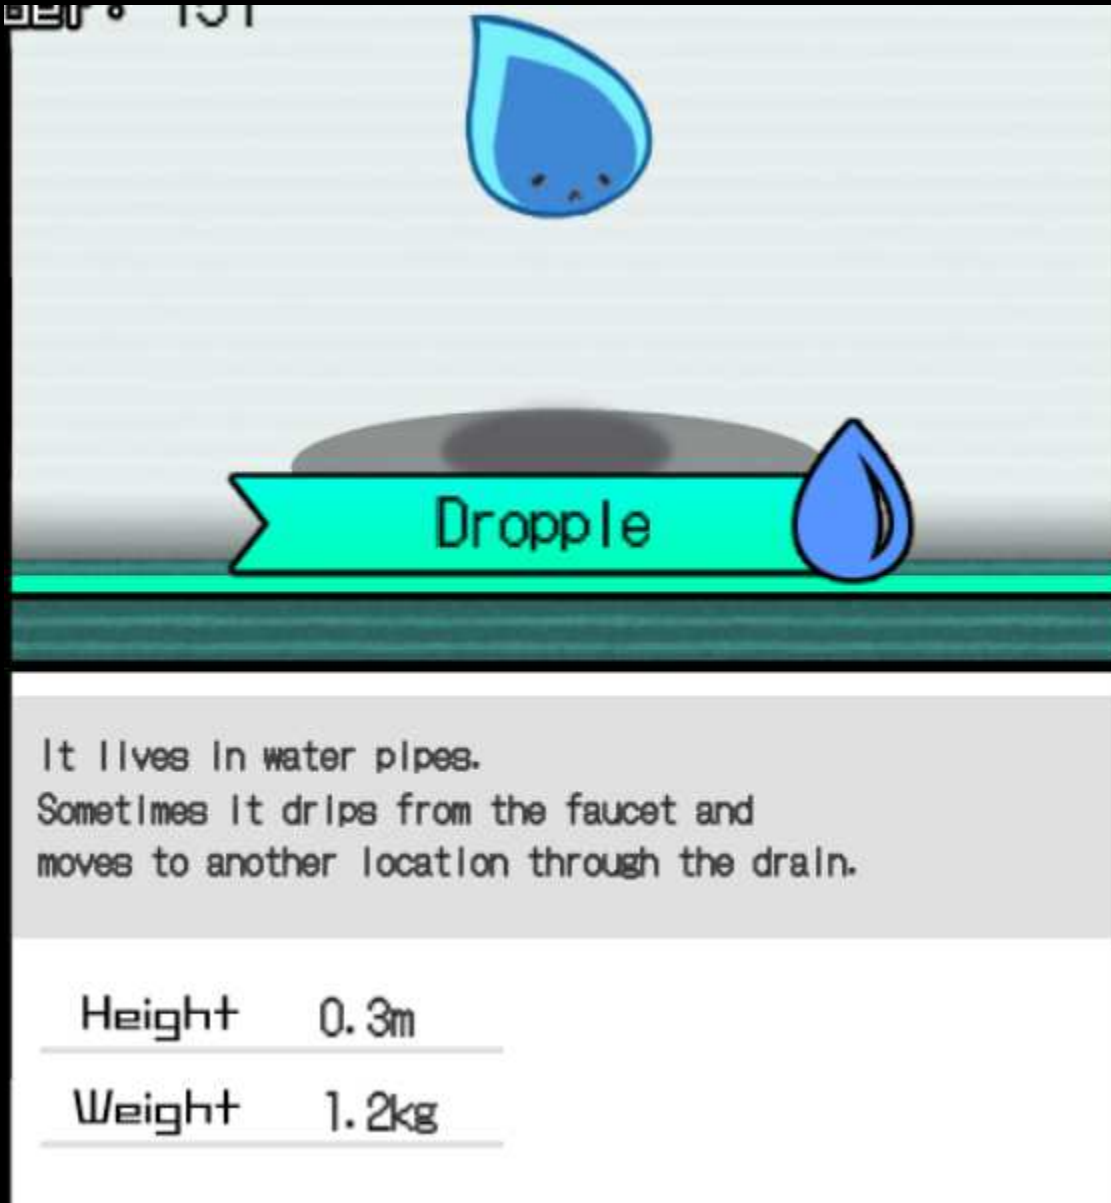 Dropple
It lives in water pipes.
Sometimes it drips from the faucet and
moves to another location through the drain.
Height 0.3m
Weight 1.2kg